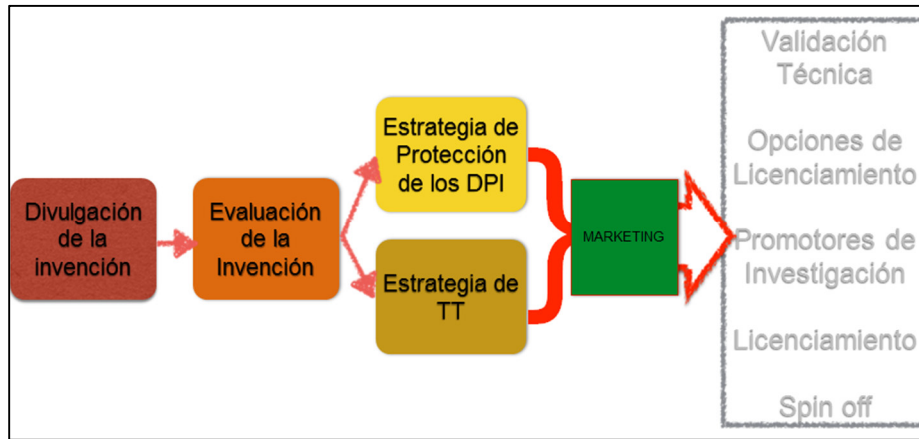 Divulgación
de la
invención
Evaluación
de la
Invención
Estrategia de
Protección
de los DPI
Estrategia de
TT
MARKETING
Validación
Técnica
Opciones de
Licenciamiento
Promotores de
Investigación
Licenciamiento
Spin off